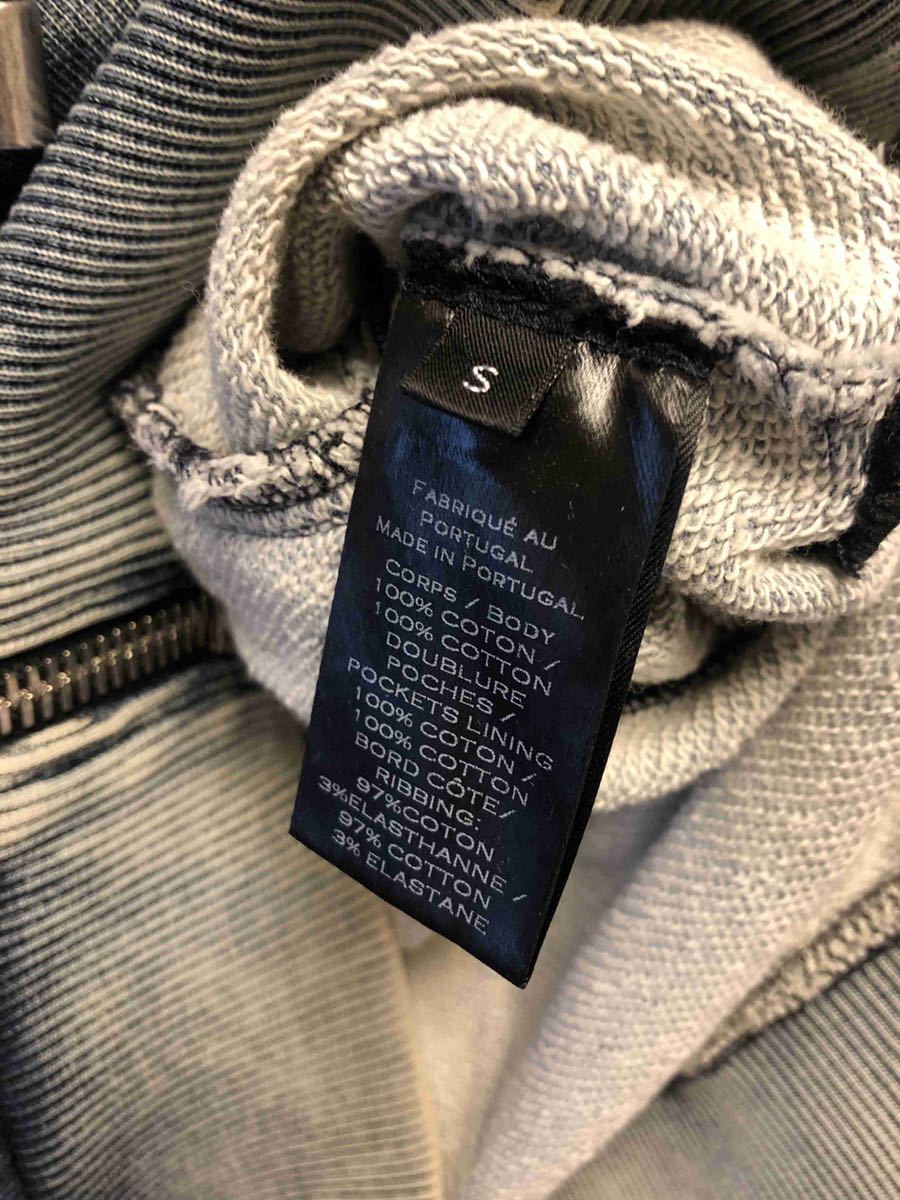 S
FABRIQUÉ AU
PORTUGAL
MADE IN PORTUGAL
CORPS / BODY
100% COTON /
100% COTTON
DOUBLURE
POCHES /
POCKETS LINING
100% COTON /
100% COTTON
BORD CÔTE/
RIBBING:
97%COTON
3%ELASTHANNE /
97% COTTON
3% ELASTANE